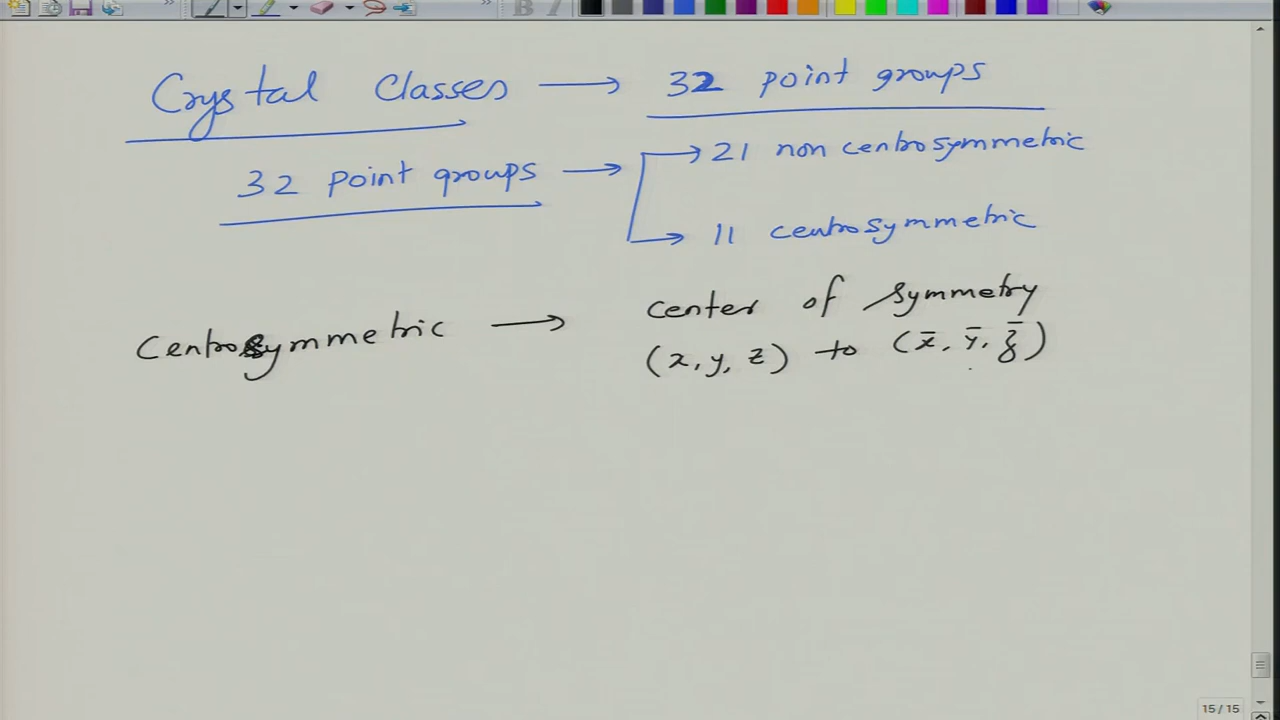 Crystal Classes → 32 point groups
32 point groups → → 21 non centrosymmetric
→ 11 centrosymmetric
Centrosymmetric → center of symmetry
(x, y, z) to (x̄, ȳ, z̄)
15 / 15